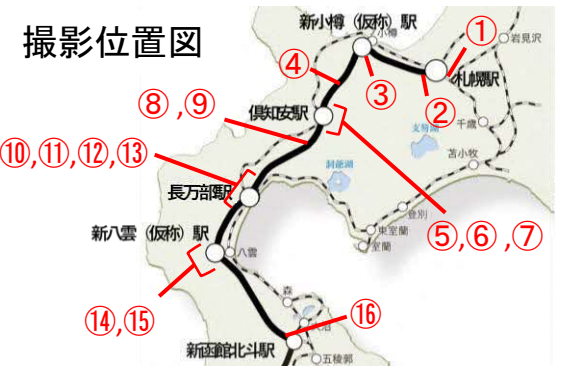 撮影位置図
新小樽（仮称）駅
小樽
①
岩見沢
④
札幌駅
③
②
⑧,⑨
倶知安駅
支笏湖
千歳
⑩,⑪,⑫,⑬
洞爺湖
苫小牧
長万部駅
登別
東室蘭
⑤,⑥,⑦
新八雲（仮称）駅
室蘭
八雲
⑭,⑮
森
⑯
大沼
新函館北斗駅
五稜郭